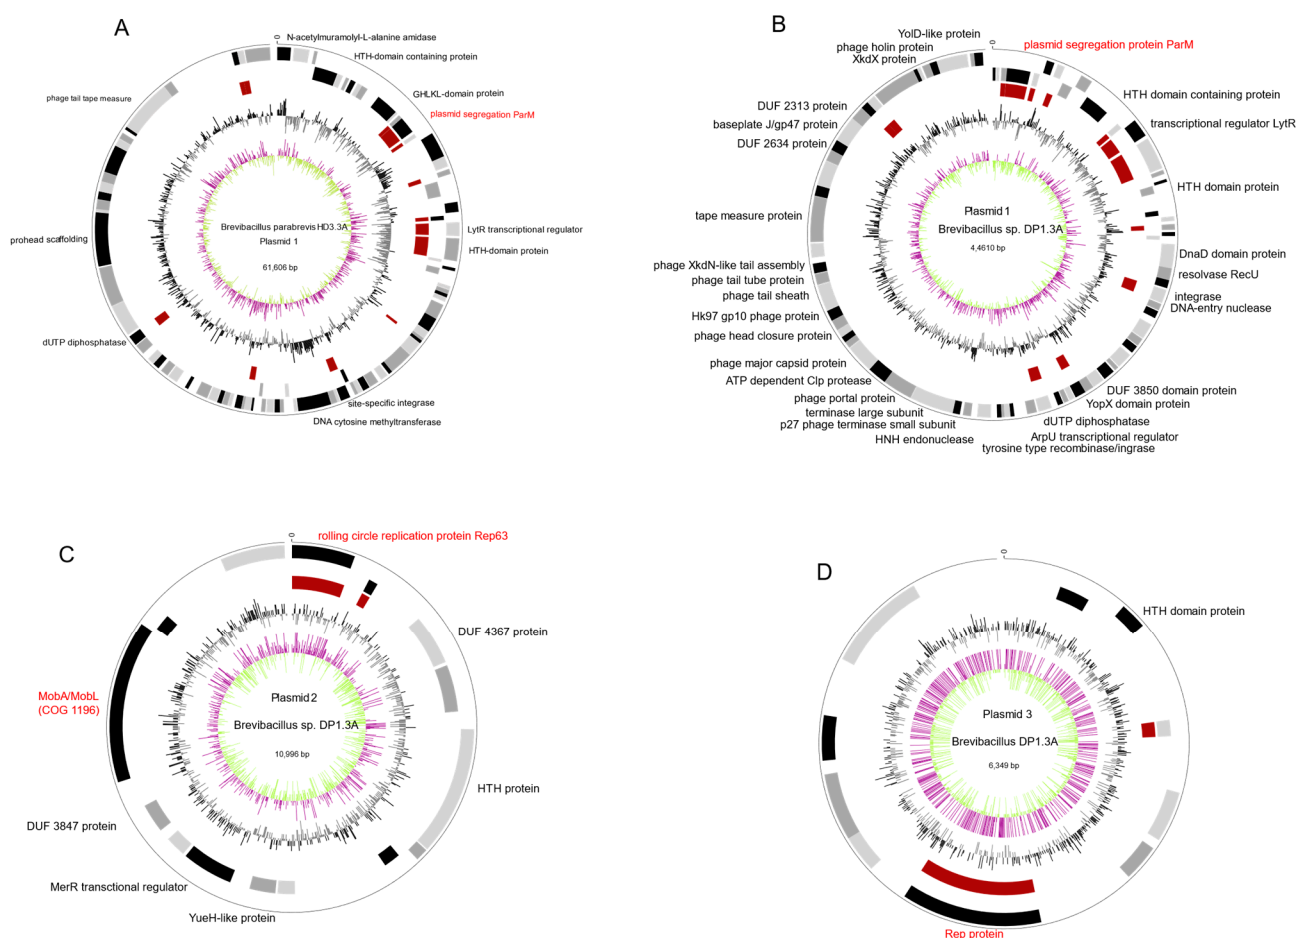 A
0
N-acetylmuramolyl-L-alanine amidase
HTH-domain containing protein
GHLKL-domain protein
plasmid segregation ParM
phage tail tape measure
LytR transcriptional regulator
HTH-domain protein
prohead scaffolding
dUTP diphosphatase
site-specific integrase
DNA cytosine methyltransferase
Brevibacillus parabrevis HD3.3A
Plasmid 1
61,606 bp
B
0
YolD-like protein
plasmid segregation protein ParM
phage holin protein
XkdX protein
HTH domain containing protein
transcriptional regulator LytR
DUF 2313 protein
baseplate J/gp47 protein
DUF 2634 protein
HTH domain protein
tape measure protein
DnaD domain protein
resolvase RecU
integrase
DNA-entry nuclease
phage XkdN-like tail assembly
phage tail tube protein
phage tail sheath
Hk97 gp10 phage protein
phage head closure protein
phage major capsid protein
ATP dependent Clp protease
phage portal protein
terminase large subunit
p27 phage terminase small subunit
HNH endonuclease
DUF 3850 domain protein
YopX domain protein
dUTP diphosphatase
ArpU transcriptional regulator
tyrosine type recombinase/ingrase
Plasmid 1
Brevibacillus sp. DP1.3A
4,4610 bp
C
0
rolling circle replication protein Rep63
DUF 4367 protein
MobA/MobL
(COG 1196)
HTH protein
DUF 3847 protein
MerR transctional regulator
YueH-like protein
Plasmid 2
Brevibacillus sp. DP1.3A
10,996 bp
D
0
HTH domain protein
Plasmid 3
Brevibacillus DP1.3A
6,349 bp
Rep protein